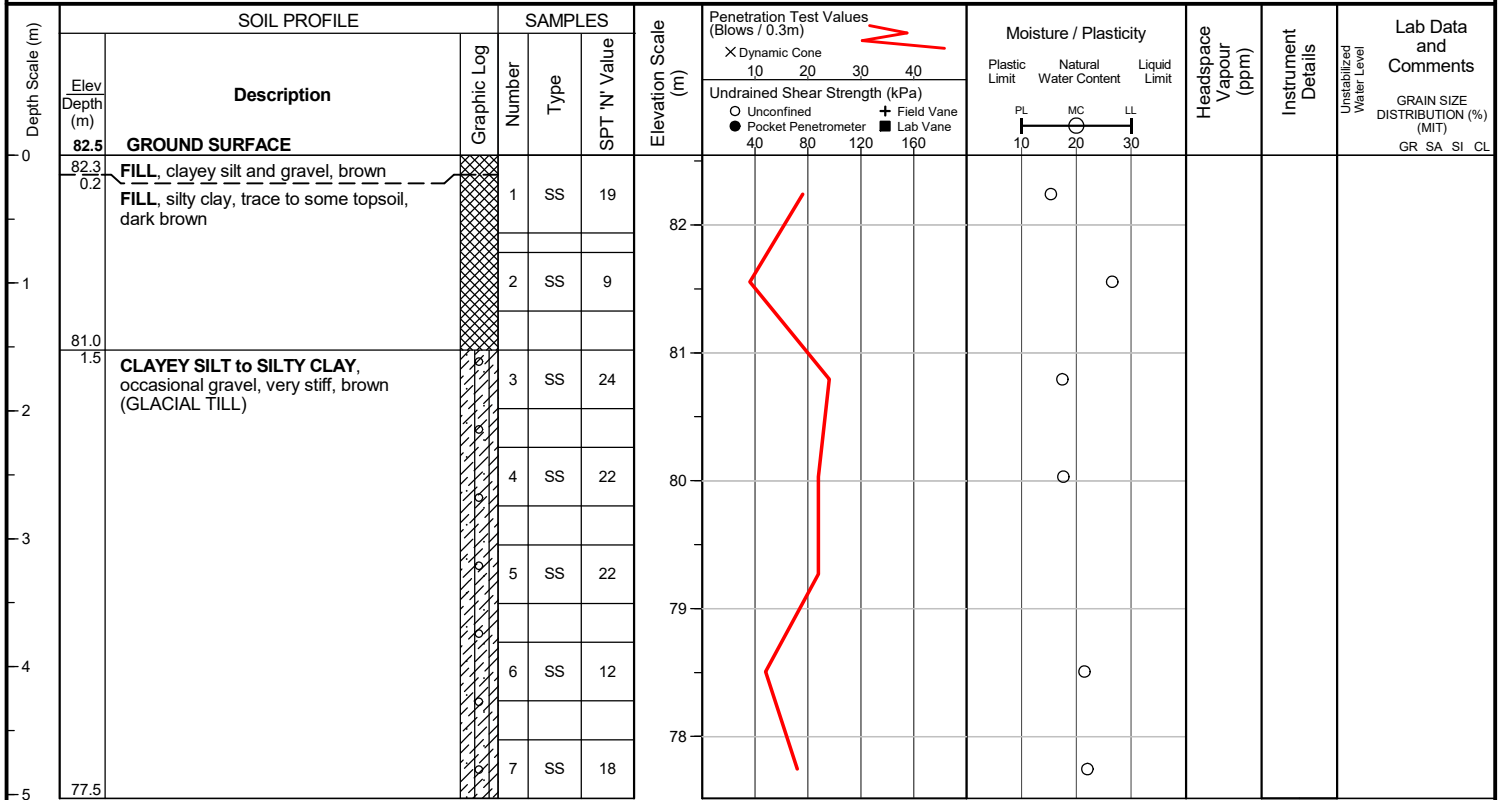 SOIL PROFILE
SAMPLES
Depth Scale (m)
Elev
Depth
(m)
Description
Graphic Log
Number
Type
SPT 'N' Value
Elevation Scale
(m)
Penetration Test Values
(Blows / 0.3m)
× Dynamic Cone
10 20 30 40
Undrained Shear Strength (kPa)
Unconfined + Field Vane
Pocket Penetrometer Lab Vane
40 80 120 160
Moisture / Plasticity
Plastic Limit
Natural Water Content
Liquid Limit
PL MC LL
10 20 30
Headspace
Vapour
(ppm)
Instrument
Details
Unstabilized
Water Level
Lab Data
and
Comments
GRAIN SIZE
DISTRIBUTION (%)
(MIT)
GR SA SI CL
82.5 GROUND SURFACE
0
82.3 FILL, clayey silt and gravel, brown
0.2
FILL, silty clay, trace to some topsoil,
dark brown
1 SS 19
82
1
2 SS 9
81.0
81
1.5
CLAYEY SILT to SILTY CLAY,
occasional gravel, very stiff, brown
(GLACIAL TILL)
3 SS 24
2
4 SS 22
80
3
5 SS 22
79
4
6 SS 12
78
7 SS 18
77.5
5